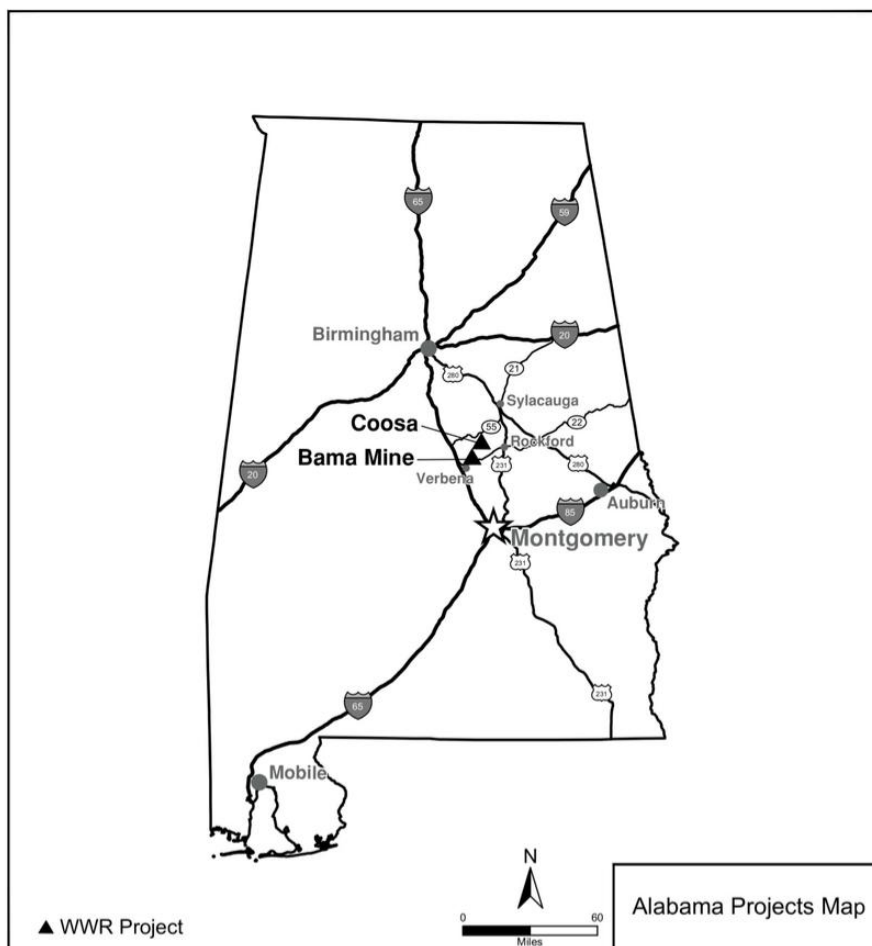 65
59
Birmingham
20
280
21
Sylacauga
Coosa
55
22
Rockford
Bama Mine
231
280
Verbena
20
Auburn
85
Montgomery
231
231
65
Mobile
N
WWR Project
0
60
Miles
Alabama Projects Map